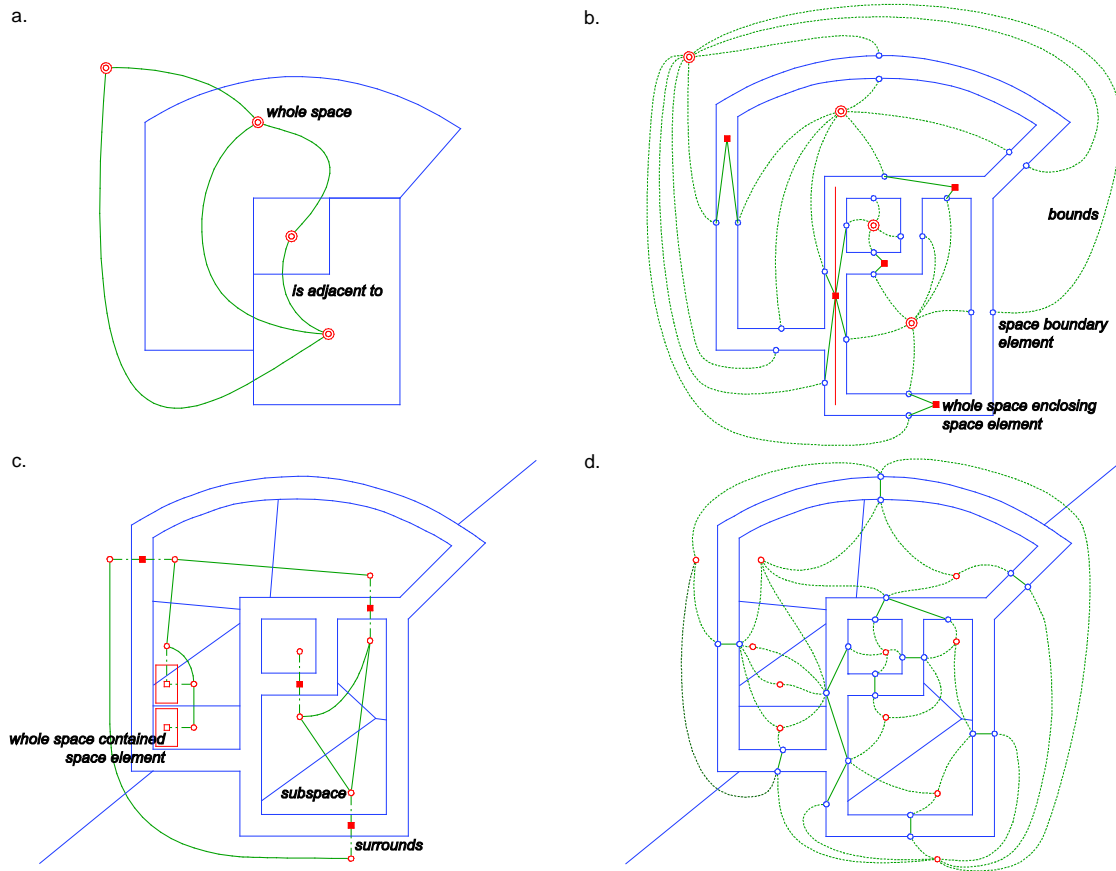 a.
whole space
is adjacent to
b.
bounds
space boundary
element
whole space enclosing
space element
c.
whole space contained
space element
subspace
surrounds
d.